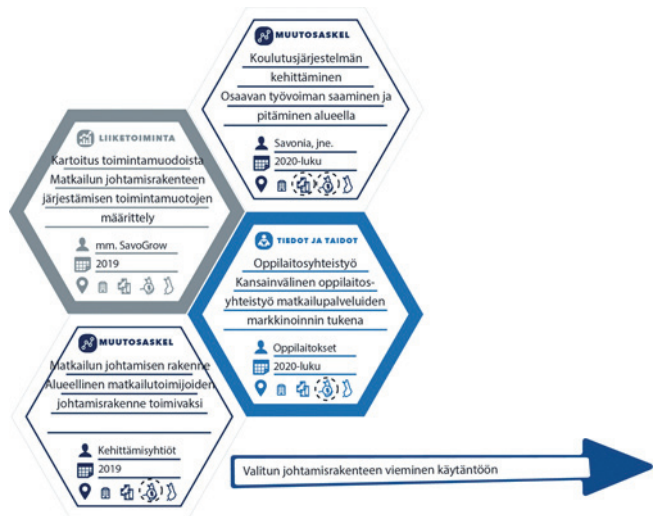 MUUTOSASKEL
Koulutusjärjestelmän
kehittäminen
Osaavan työvoiman saaminen ja
pitäminen alueella
Savonia, jne.
2020-luku
LIIKETOIMINTA
Kartoitus toimintamuodoista
Matkailun johtamisrakenteen
järjestämisen toimintamuotojen
määrittely
mm. SavoGrow
2019
TIEDOT JA TAIDOT
Oppilaitosyhteistyö
Kansainvälinen oppilaitos-
yhteistyö matkailupalveluiden
markkinoinnin tukena
Oppilaitokset
2020-luku
MUUTOSASKEL
Matkailun johtamisen rakenne
Alueellinen matkailutoimijoiden
johtamisrakenne toimivaksi
Kehittämisyhtiöt
2019
Valitun johtamisrakenteen vieminen käytäntöön